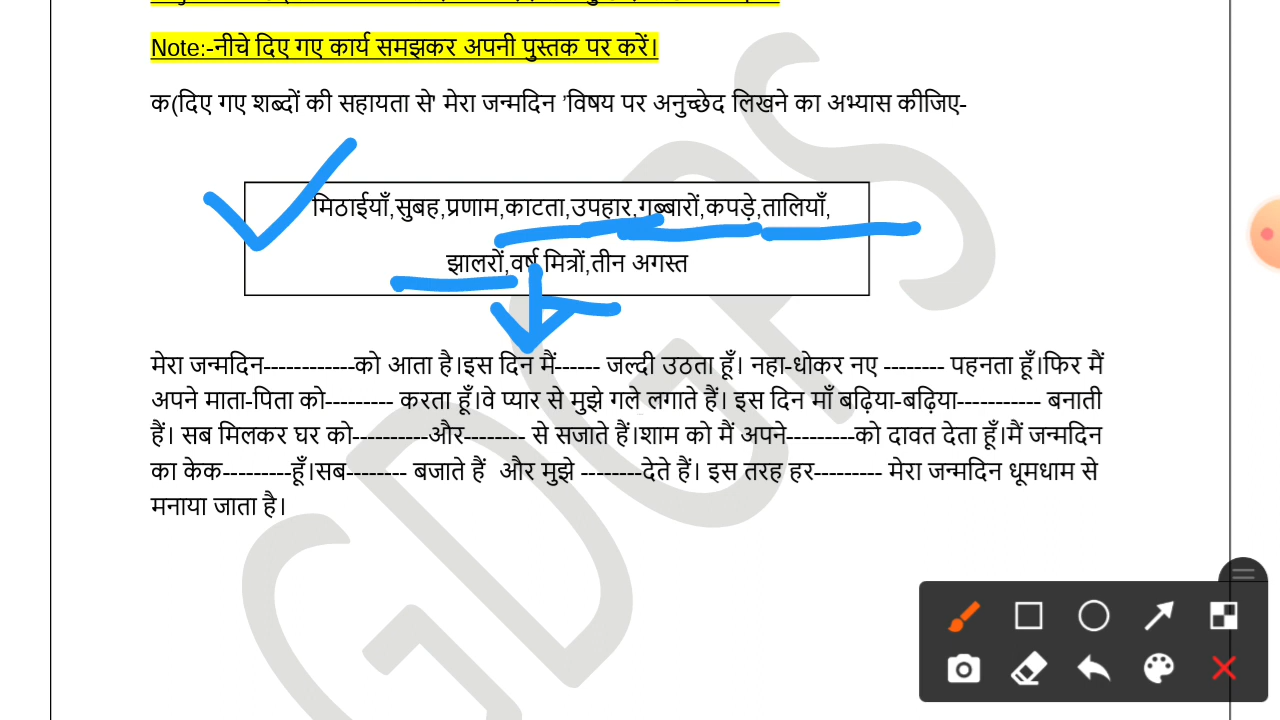 Note:-नीचे दिए गए कार्य समझकर अपनी पुस्तक पर करें।
क(दिए गए शब्दों की सहायता से' मेरा जन्मदिन 'विषय पर अनुच्छेद लिखने का अभ्यास कीजिए-
मिठाईयाँ,सुबह,प्रणाम,काटता,उपहार,गुब्बारों,कपड़े,तालियाँ,
झालरों,वर्ष,मित्रों,तीन अगस्त
मेरा जन्मदिन------------को आता है।इस दिन मैं------ जल्दी उठता हूँ। नहा-धोकर नए -------- पहनता हूँ।फिर मैं
अपने माता-पिता को--------- करता हूँ।वे प्यार से मुझे गले लगाते हैं। इस दिन माँ बढ़िया-बढ़िया----------- बनाती
हैं। सब मिलकर घर को----------और-------- से सजाते हैं।शाम को मैं अपने---------को दावत देता हूँ।मैं जन्मदिन
का केक---------हूँ।सब-------- बजाते हैं और मुझे --------देते हैं। इस तरह हर--------- मेरा जन्मदिन धूमधाम से
मनाया जाता है।
GDGPS